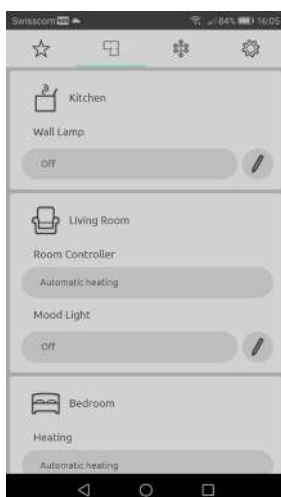 Swisscom 84% 16:05
Kitchen
Wall Lamp
Off
Living Room
Room Controller
Automatic heating
Mood Light
Off
Bedroom
Heating
Automatic heating